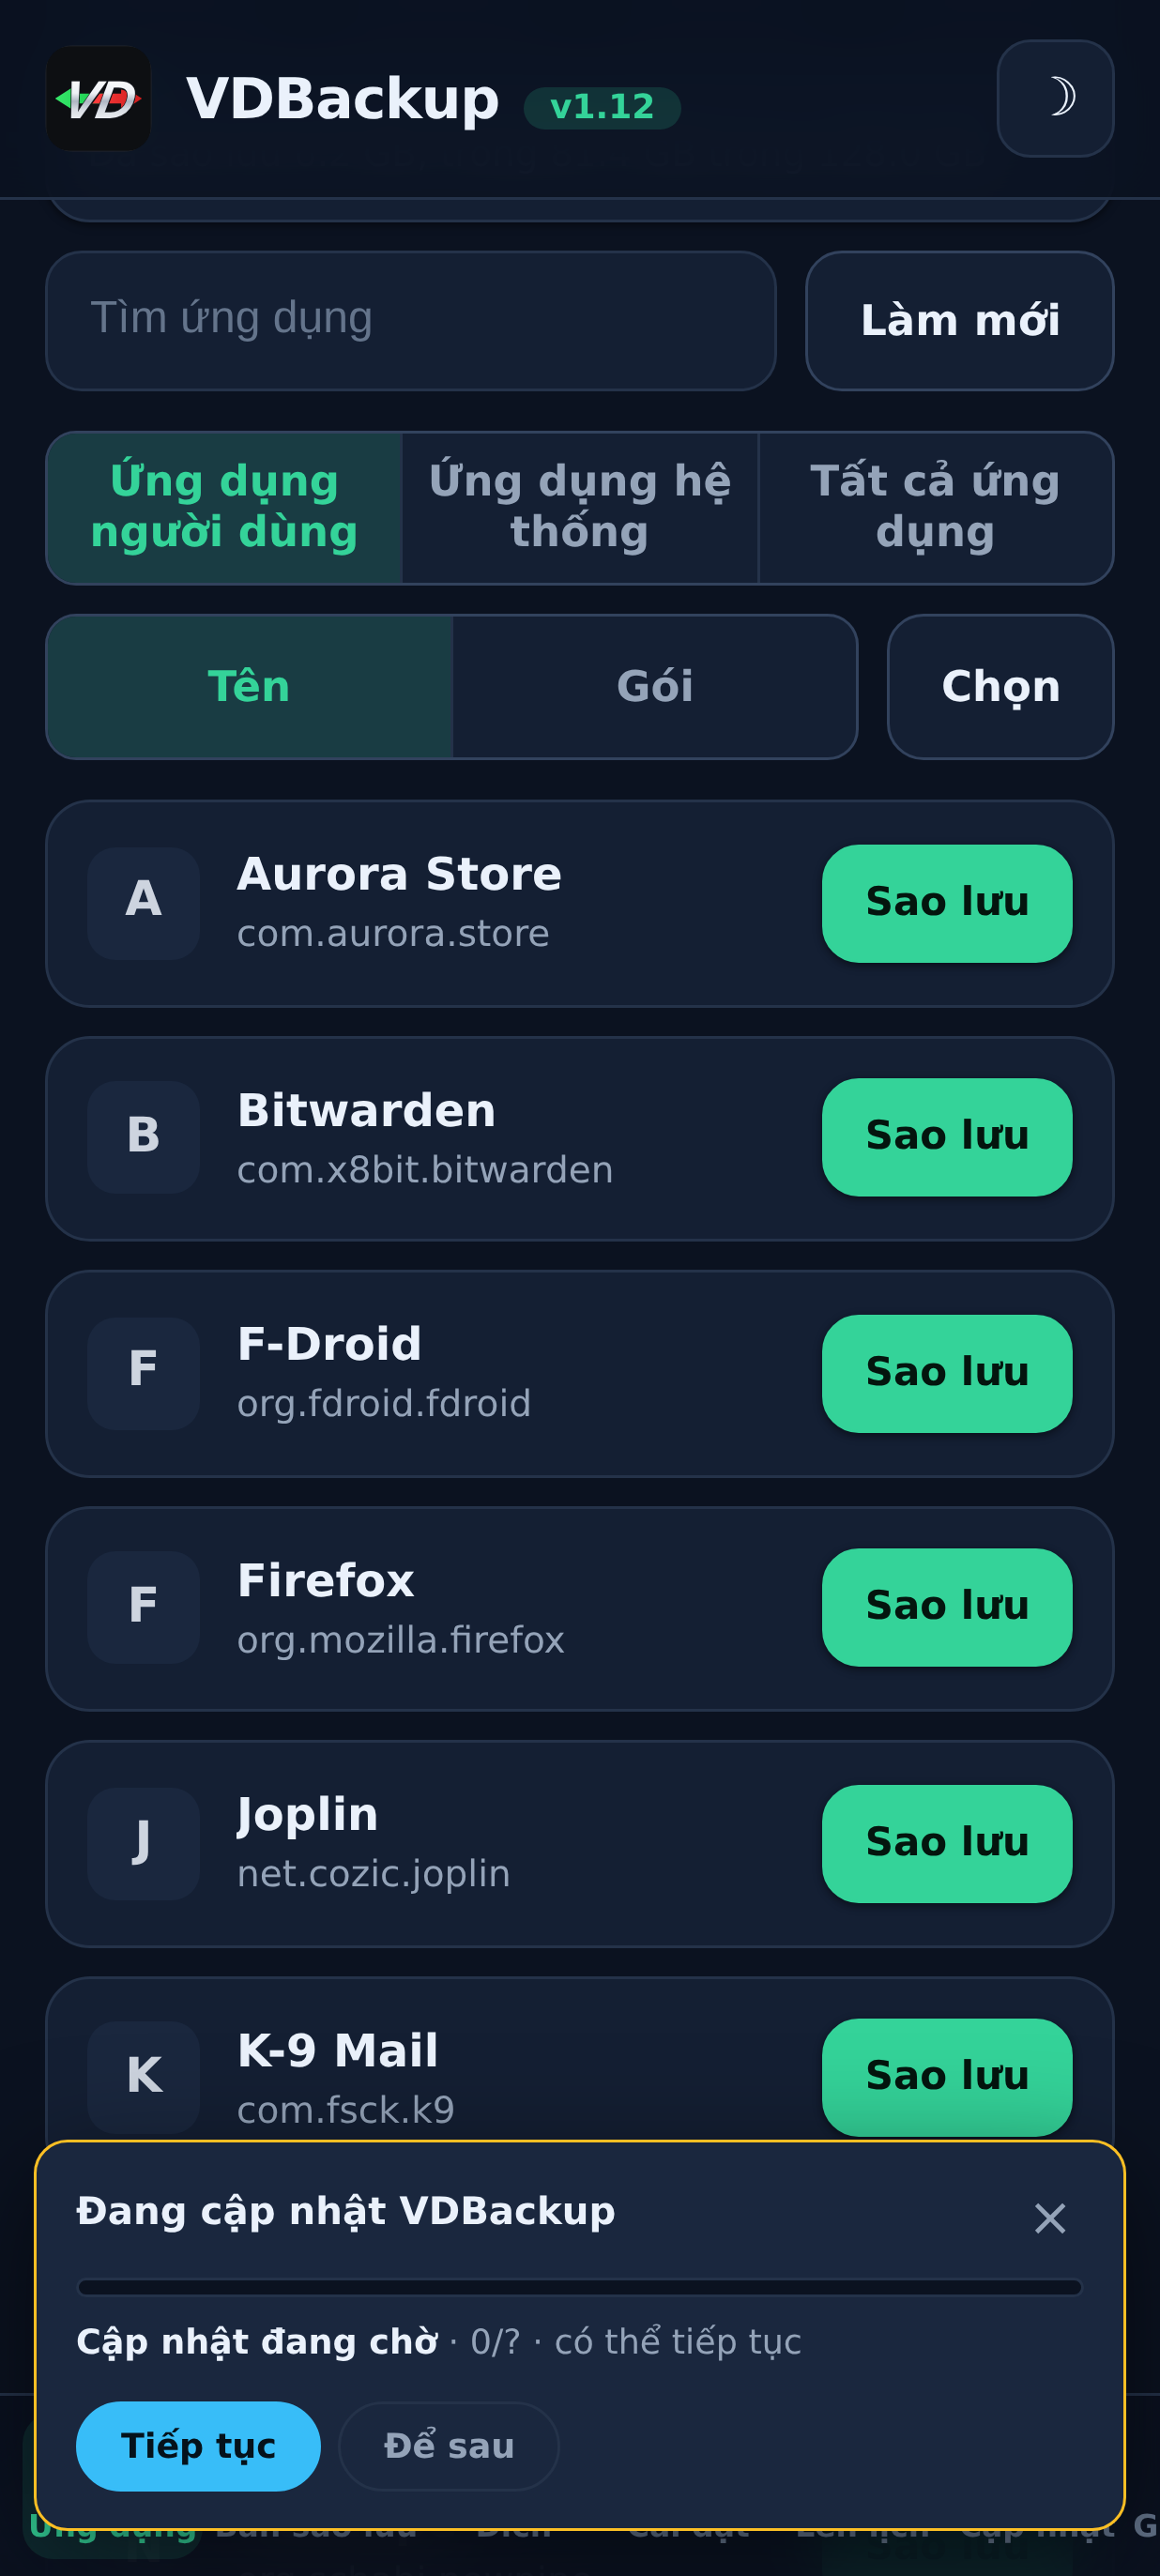 VD
VDBackup v1.12
☽
Tìm ứng dụng
Làm mới
Ứng dụng
người dùng
Ứng dụng hệ
thống
Tất cả ứng
dụng
Tên
Gói
Chọn
A
Aurora Store
com.aurora.store
Sao lưu
B
Bitwarden
com.x8bit.bitwarden
Sao lưu
F
F-Droid
org.fdroid.fdroid
Sao lưu
F
Firefox
org.mozilla.firefox
Sao lưu
J
Joplin
net.cozic.joplin
Sao lưu
K
K-9 Mail
com.fsck.k9
Sao lưu
Đang cập nhật VDBackup
×
Cập nhật đang chờ · 0/? · có thể tiếp tục
Tiếp tục
Để sau
Ứng dụng